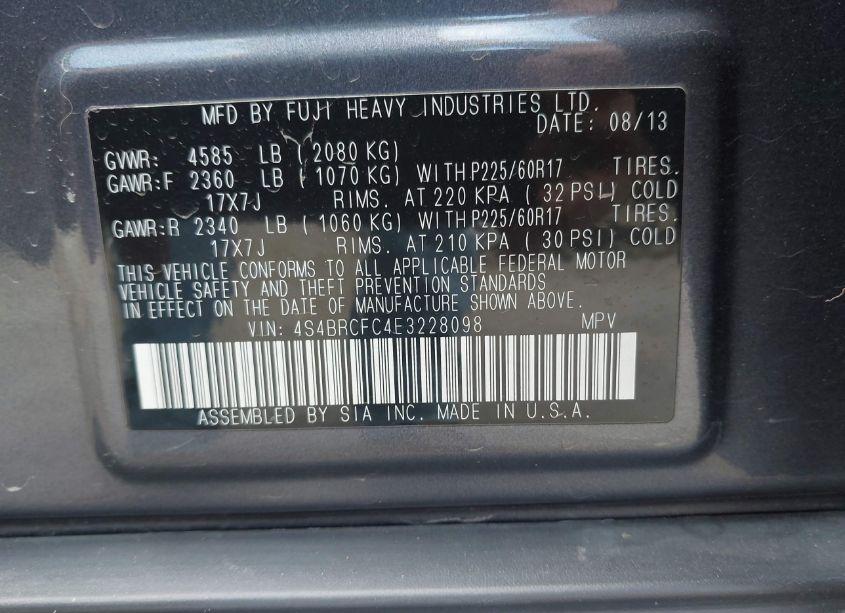 MFD BY FUJI HEAVY INDUSTRIES LTD.
DATE: 08/13
GVWR: 4585 LB (2080 KG)
GAWR:F 2360 LB (1070 KG) WITH P225/60R17 TIRES.
17X7J RIMS. AT 220 KPA (32 PSI) COLD
GAWR:R 2340 LB (1060 KG) WITH P225/60R17 TIRES.
17X7J RIMS. AT 210 KPA (30 PSI) COLD
THIS VEHICLE CONFORMS TO ALL APPLICABLE FEDERAL MOTOR
VEHICLE SAFETY AND THEFT PREVENTION STANDARDS
IN EFFECT ON THE DATE OF MANUFACTURE SHOWN ABOVE.
VIN: 4S4BRCFC4E3228098 MPV
ASSEMBLED BY SIA INC. MADE IN U.S.A.